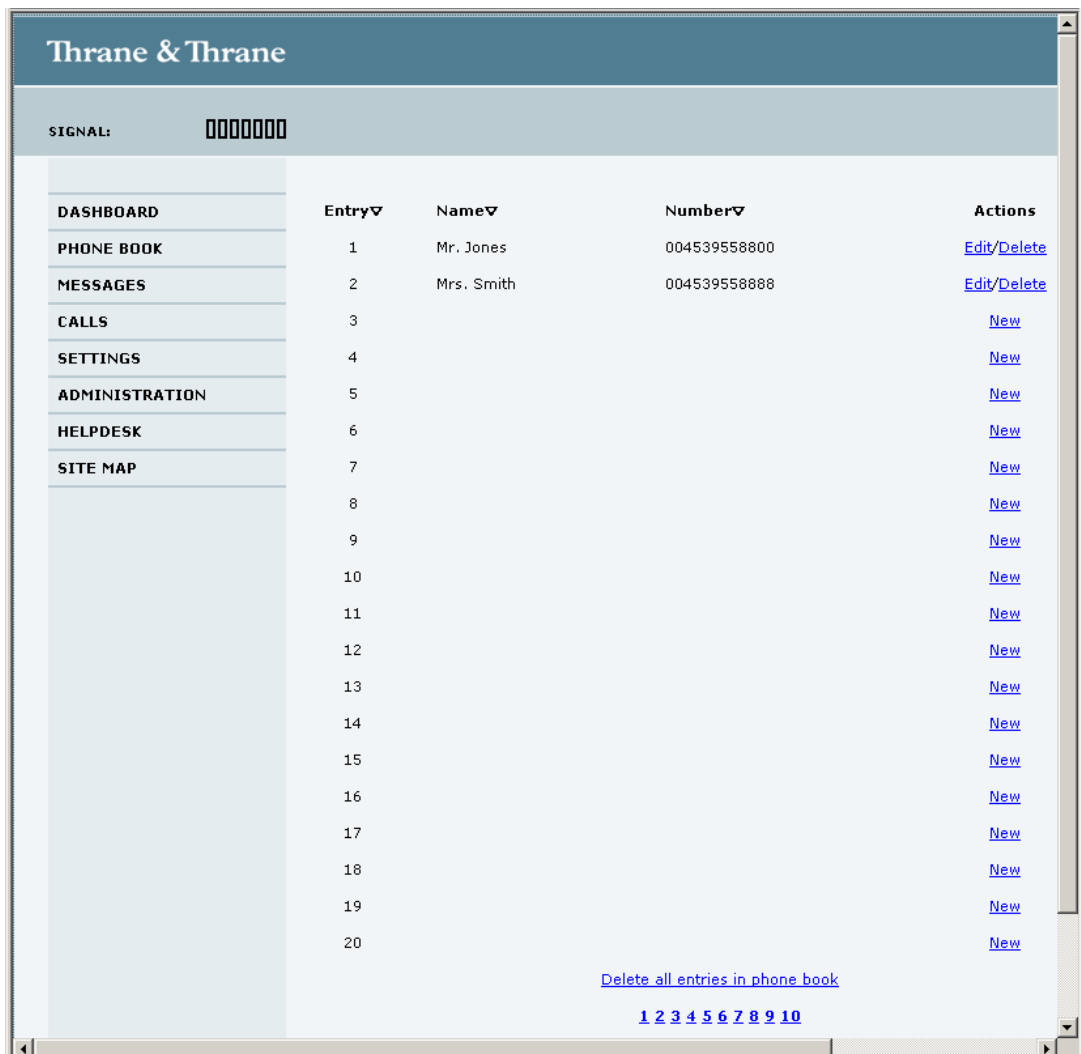 Thrane & Thrane
SIGNAL:
DASHBOARD
PHONE BOOK
MESSAGES
CALLS
SETTINGS
ADMINISTRATION
HELPDESK
SITE MAP
Entry Name Number Actions
1 Mr. Jones 004539558800 Edit/Delete
2 Mrs. Smith 004539558888 Edit/Delete
3 New
4 New
5 New
6 New
7 New
8 New
9 New
10 New
11 New
12 New
13 New
14 New
15 New
16 New
17 New
18 New
19 New
20 New
Delete all entries in phone book
1 2 3 4 5 6 7 8 9 10